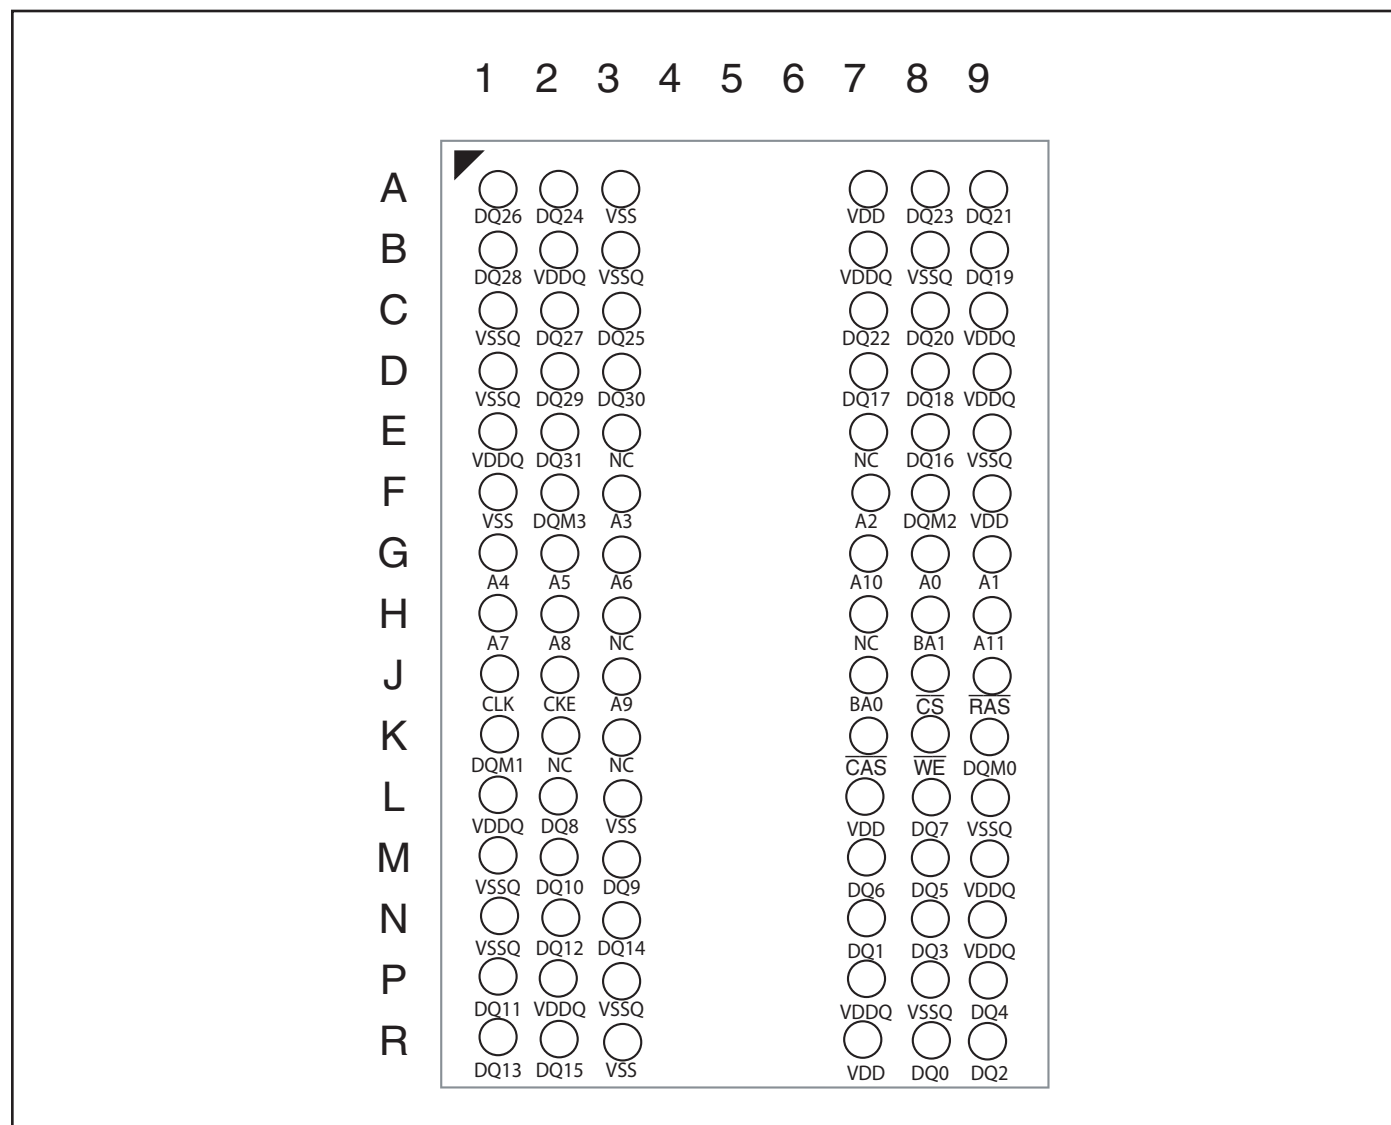 1 2 3 4 5 6 7 8 9
A
DQ26 DQ24 VSS VDD DQ23 DQ21
B
DQ28 VDDQ VSSQ VDDQ VSSQ DQ19
C
VSSQ DQ27 DQ25 DQ22 DQ20 VDDQ
D
VSSQ DQ29 DQ30 DQ17 DQ18 VDDQ
E
VDDQ DQ31 NC NC DQ16 VSSQ
F
VSS DQM3 A3 A2 DQM2 VDD
G
A4 A5 A6 A10 A0 A1
H
A7 A8 NC NC BA1 A11
J
CLK CKE A9 BA0 C̅S̅ R̅A̅S̅
K
DQM1 NC NC C̅A̅S̅ W̅E̅ DQM0
L
VDDQ DQ8 VSS VDD DQ7 VSSQ
M
VSSQ DQ10 DQ9 DQ6 DQ5 VDDQ
N
VSSQ DQ12 DQ14 DQ1 DQ3 VDDQ
P
DQ11 VDDQ VSSQ VDDQ VSSQ DQ4
R
DQ13 DQ15 VSS VDD DQ0 DQ2